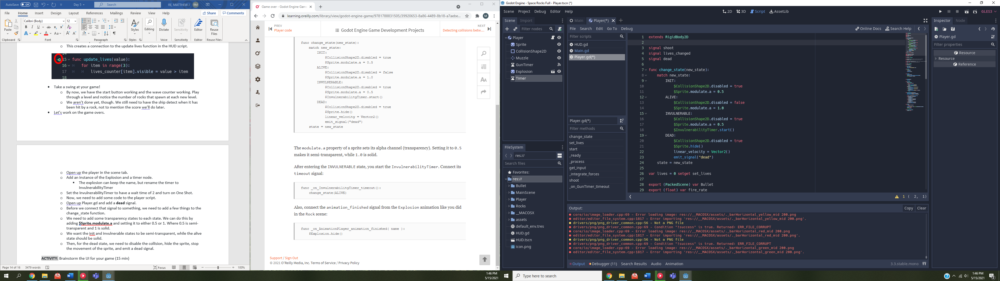 AutoSave Off
Day 5
Search
RE, MATTHEW J RM
File Home Insert Design Layout References Mailings Review View Help Share Comments
Calibri (Body) 12
Paste
Styles Editing Dictate Sensitivity Editor Reuse Files
Clipboard Font Paragraph Styles Voice Sensitivity Editor Reuse Files
o This creates a connection to the update lives function in the HUD script.
15 func update_lives(value):
16 for item in range(3):
17 lives_counter[item].visible = value > item
18
• Take a swing at your game!
o By now, we have the start button working and the wave counter working. Play
through a level and notice the number of rocks that spawn at each new level.
o We aren't done yet, though. We still need to have the ship detect when it has
been hit by a rock, not to mention the score we'll do later.
• Let's work on the game overs.
o Open up the player in the scene tab.
o Add an instance of the Explosion and a timer node.
▪ The explosion can keep the name, but rename the timer to
InvulnerabilityTimer
o Set the InvulnerabilityTimer to have a wait time of 2 and turn on One Shot.
o Now, we need to add some code to the player script.
o Open up Player.gd and add a dead signal.
o Before we connect that signal to something, we need to add a few things to the
change_state function.
o We need to add some transparency states to each state. We can do this by
adding $Sprite.modulate.a and setting it to either 0.5 or 1. Where 0.5 is semi-
transparent and 1 is solid.
o We want the init and invulnerable states to be semi-transparent, while the alive
state should be solid.
o Then, for the dead state, we need to disable the collision, hide the sprite, stop
the movement of the sprite, and emit a dead signal.
ACTIVITY: Brainstorm the UI for your game (15 min)
Page 14 of 16 3479 words Focus 100%
Game over - Godot Engine Game
learning.oreilly.com/library/view/godot-engine-game/9781788831505/39920653-8a86-4489-8b18-a7aebe...
PREV
Player code
Godot Engine Game Development Projects
NEXT
Detecting collisions betw...
func change_state(new_state):
match new_state:
INIT:
$CollisionShape2D.disabled = true
$Sprite.modulate.a = 0.5
ALIVE:
$CollisionShape2D.disabled = false
$Sprite.modulate.a = 1.0
INVULNERABLE:
$CollisionShape2D.disabled = true
$Sprite.modulate.a = 0.5
$InvulnerabilityTimer.start()
DEAD:
$CollisionShape2D.disabled = true
$Sprite.hide()
linear_velocity = Vector2()
emit_signal("dead")
state = new_state
The modulate.a property of a sprite sets its alpha channel (transparency). Setting it to 0.5
makes it semi-transparent, while 1.0 is solid.
After entering the INVULNERABLE state, you start the InvulnerabilityTimer. Connect its
timeout signal:
func _on_InvulnerabilityTimer_timeout():
change_state(ALIVE)
Also, connect the animation_finished signal from the Explosion animation like you did
in the Rock scene:
func _on_AnimationPlayer_animation_finished( name ):
$Explosion.hide()
Support / Sign Out
© 2021 O'Reilly Media, Inc. Terms of Service / Privacy Policy
1:46 PM
5/15/2021
Godot Engine - Space Rocks Full - Player.tscn (*)
Scene Project Debug Editor Help
2D 3D Script AssetLib
GLES3
Scene Import
Filter nodes
Player
Sprite
CollisionShape2D
Muzzle
GunTimer
Explosion
Timer
FileSystem
res://
Search files
Favorites:
res://
Bullet
MainScene
Player
Rocks
__MACOSX
assets
default_env.tres
HUD.gd
HUD.tscn
icon.png
Main Player(*)
File Search Edit Go To Debug
Online Docs Search Help
Filter scripts
HUD.gd
Main.gd
Player.gd(*)
Player.gd(*)
Filter methods
change_state
set_lives
start
_ready
_process
get_input
_integrate_forces
shoot
_on_GunTimer_timeout
1 extends RigidBody2D
2
3 signal shoot
4 signal lives_changed
5 signal dead
6
7 func change_state(new_state):
8 match new_state:
9 INIT:
10 $CollisionShape2D.disabled = true
11 $Sprite.modulate.a = 0.5
12 ALIVE:
13 $CollisionShape2D.disabled = false
14 $Sprite.modulate.a = 1.0
15 INVULNERABLE:
16 $CollisionShape2D.disabled = true
17 $Sprite.modulate.a = 0.5
18 $InvulnerabilityTimer.start()
19 DEAD:
20 $CollisionShape2D.disabled = true
21 $Sprite.hide()
22 linear_velocity = Vector2()
23 emit_signal("dead")
24 state = new_state
25
26 var lives = 0 setget set_lives
27
28 export (PackedScene) var Bullet
29 export (float) var fire_rate
1 ( 2, 1)
Output: Copy Clear
core/io/image_loader.cpp:69 - Error loading image: res://__MACOSX/assets/._barHorizontal_yellow_mid 200.png
editor/editor_file_system.cpp:1817 - Error importing 'res://__MACOSX/assets/._barHorizontal_yellow_mid 200.png'.
drivers/png/png_driver_common.cpp:56 - Not a PNG file
drivers/png/png_driver_common.cpp:69 - Condition "!success" is true. Returned: ERR_FILE_CORRUPT
core/io/image_loader.cpp:69 - Error loading image: res://__MACOSX/assets/._barHorizontal_red_mid 200.png
editor/editor_file_system.cpp:1817 - Error importing 'res://__MACOSX/assets/._barHorizontal_red_mid 200.png'.
drivers/png/png_driver_common.cpp:56 - Not a PNG file
drivers/png/png_driver_common.cpp:69 - Condition "!success" is true. Returned: ERR_FILE_CORRUPT
core/io/image_loader.cpp:69 - Error loading image: res://__MACOSX/assets/._barHorizontal_green_mid 200.png
editor/editor_file_system.cpp:1817 - Error importing 'res://__MACOSX/assets/._barHorizontal_green_mid 200.png'.
Output Debugger (11) Search Results Audio Animation 3.3.stable.mono
Inspector Node
Player.gd
Filter properties
Resource
Resource
Reference
Type here to search
1:46 PM
5/15/2021